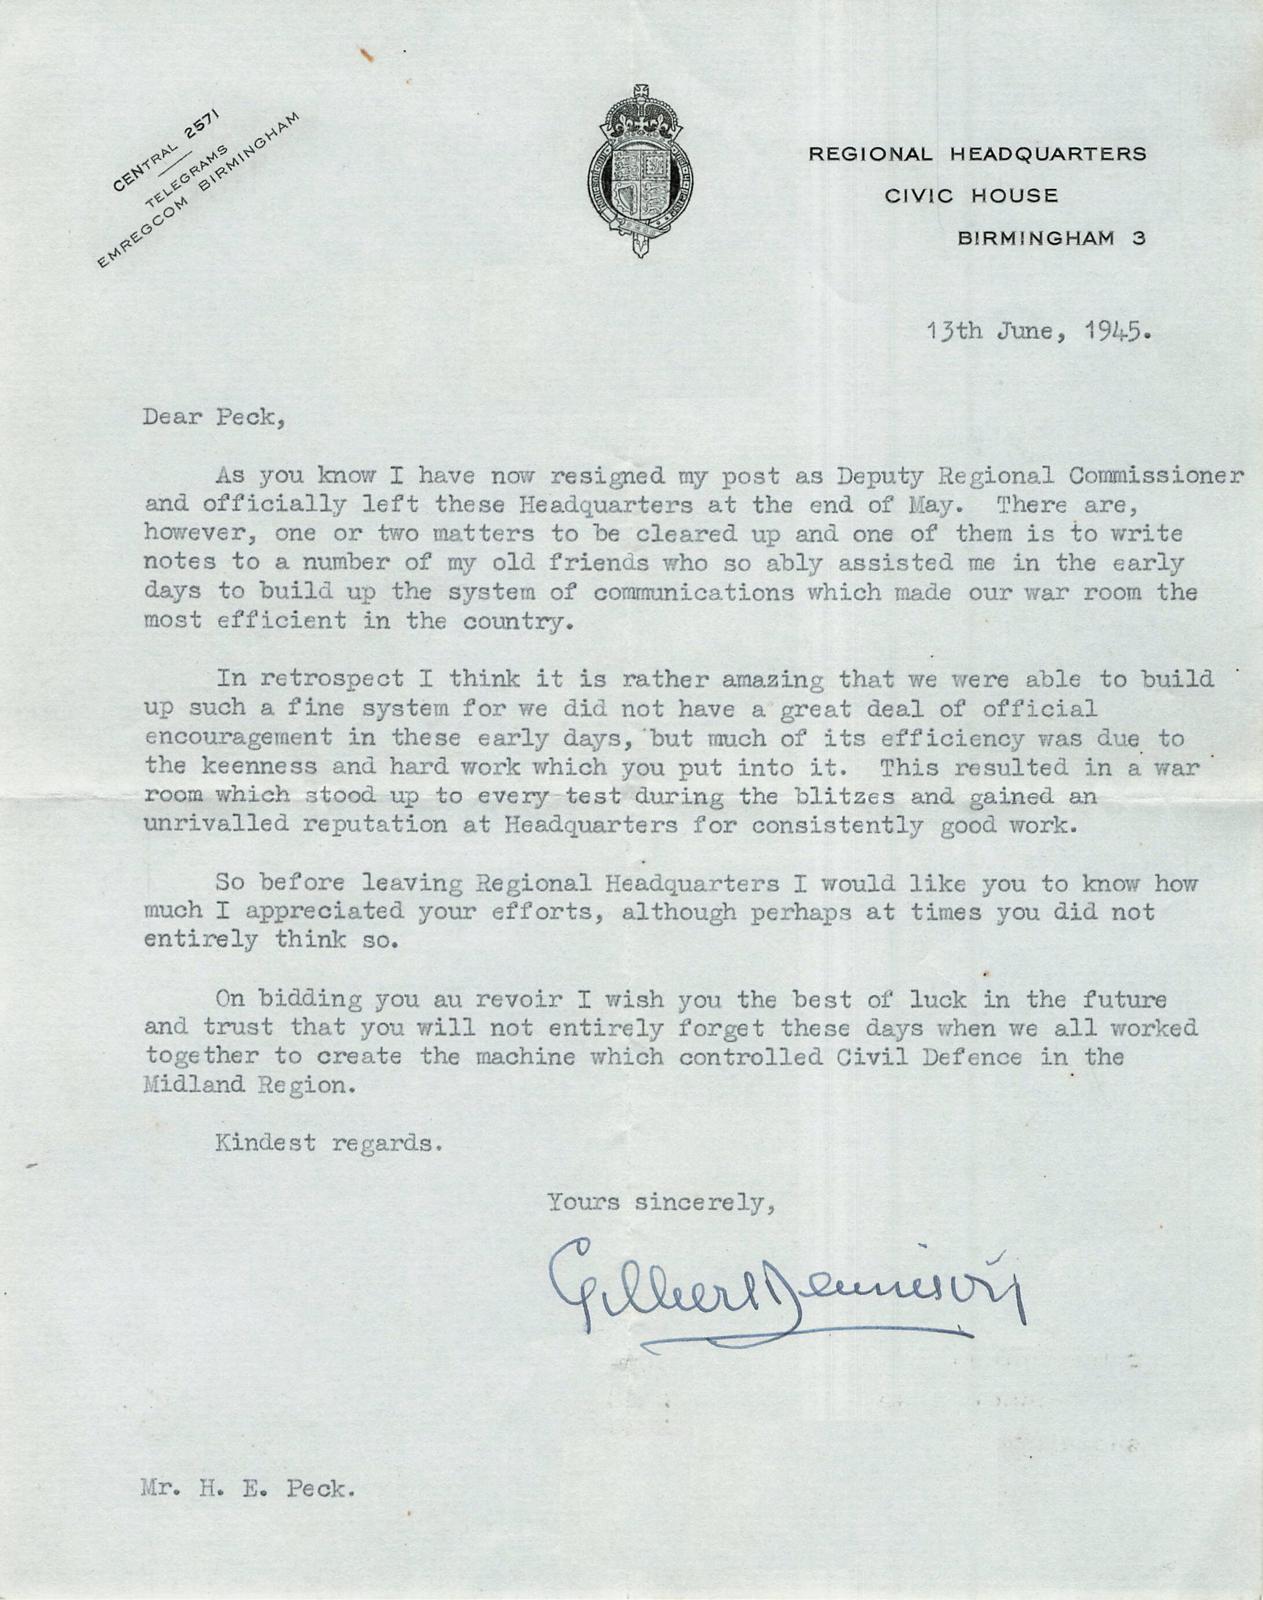 CENTRAL 2571
TELEGRAMS
EMREGCOM BIRMINGHAM
REGIONAL HEADQUARTERS
CIVIC HOUSE
BIRMINGHAM 3
13th June, 1945.
Dear Peck,
As you know I have now resigned my post as Deputy Regional Commissioner
and officially left these Headquarters at the end of May. There are,
however, one or two matters to be cleared up and one of them is to write
notes to a number of my old friends who so ably assisted me in the early
days to build up the system of communications which made our war room the
most efficient in the country.
In retrospect I think it is rather amazing that we were able to build
up such a fine system for we did not have a great deal of official
encouragement in these early days, but much of its efficiency was due to
the keenness and hard work which you put into it. This resulted in a war
room which stood up to every test during the blitzes and gained an
unrivalled reputation at Headquarters for consistently good work.
So before leaving Regional Headquarters I would like you to know how
much I appreciated your efforts, although perhaps at times you did not
entirely think so.
On bidding you au revoir I wish you the best of luck in the future
and trust that you will not entirely forget these days when we all worked
together to create the machine which controlled Civil Defence in the
Midland Region.
Kindest regards.
Yours sincerely,
Gilbert Dennison
Mr. H. E. Peck.